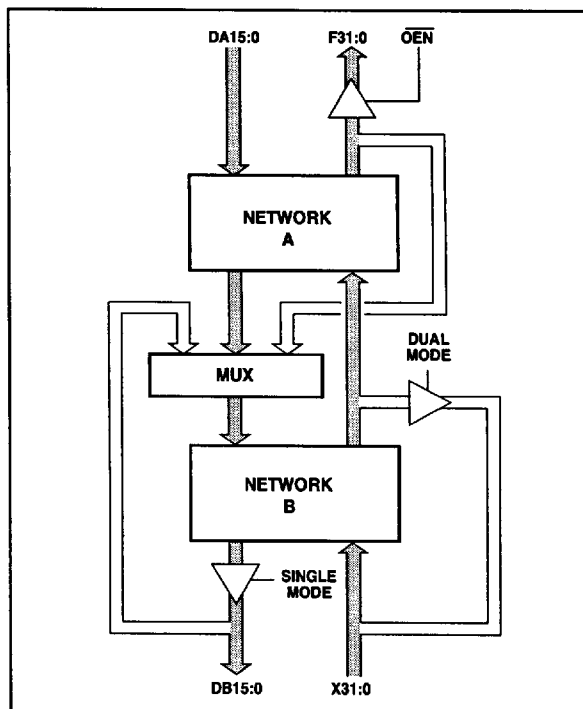 DA15:0
F31:0
OEN
NETWORK
A
DUAL
MODE
MUX
NETWORK
B
SINGLE
MODE
DB15:0
X31:0